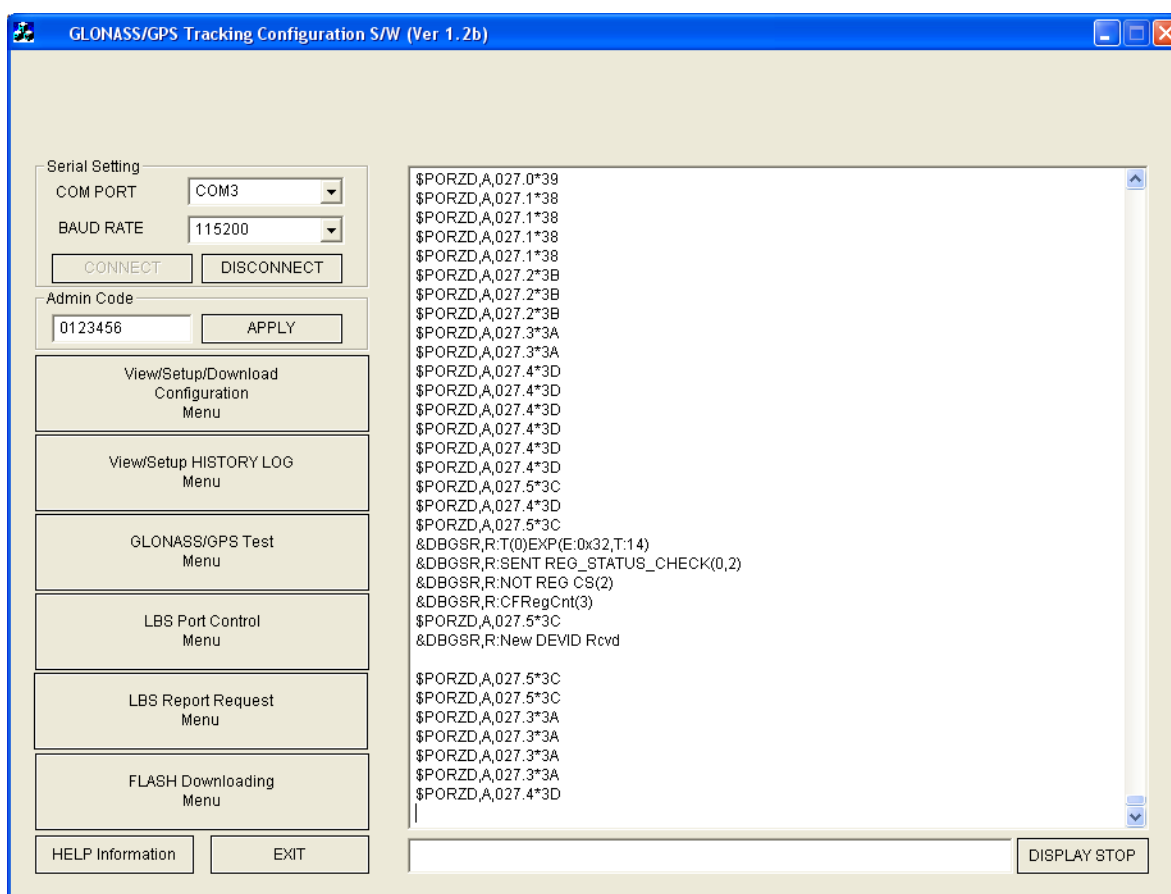 GLONASS/GPS Tracking Configuration S/W (Ver 1.2b)
Serial Setting
COM PORT
COM3
BAUD RATE
115200
CONNECT
DISCONNECT
Admin Code
0123456
APPLY
View/Setup/Download
Configuration
Menu
View/Setup HISTORY LOG
Menu
GLONASS/GPS Test
Menu
LBS Port Control
Menu
LBS Report Request
Menu
FLASH Downloading
Menu
HELP Information
EXIT
$PORZD,A,027.0*39
$PORZD,A,027.1*38
$PORZD,A,027.1*38
$PORZD,A,027.1*38
$PORZD,A,027.1*38
$PORZD,A,027.2*3B
$PORZD,A,027.2*3B
$PORZD,A,027.2*3B
$PORZD,A,027.3*3A
$PORZD,A,027.3*3A
$PORZD,A,027.4*3D
$PORZD,A,027.4*3D
$PORZD,A,027.4*3D
$PORZD,A,027.4*3D
$PORZD,A,027.4*3D
$PORZD,A,027.4*3D
$PORZD,A,027.5*3C
$PORZD,A,027.4*3D
$PORZD,A,027.5*3C
&DBGSR,R:T(0)EXP(E:0x32,T:14)
&DBGSR,R:SENT REG_STATUS_CHECK(0,2)
&DBGSR,R:NOT REG CS(2)
&DBGSR,R:CFRegCnt(3)
$PORZD,A,027.5*3C
&DBGSR,R:New DEVID Rcvd
$PORZD,A,027.5*3C
$PORZD,A,027.5*3C
$PORZD,A,027.3*3A
$PORZD,A,027.3*3A
$PORZD,A,027.3*3A
$PORZD,A,027.3*3A
$PORZD,A,027.4*3D
DISPLAY STOP